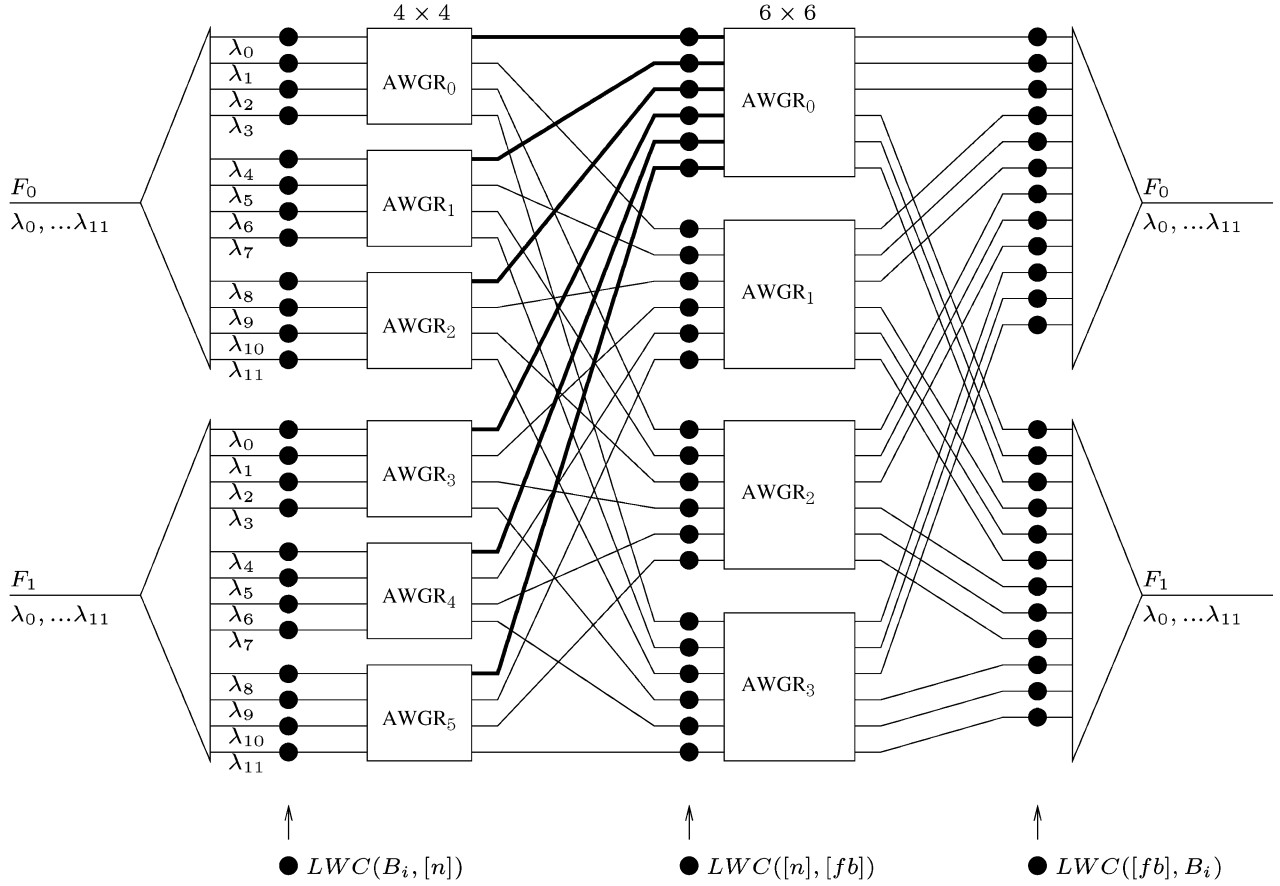 4 × 4
6 × 6
F₀
λ₀, ...λ₁₁
λ₀
λ₁
λ₂
λ₃
λ₄
λ₅
λ₆
λ₇
λ₈
λ₉
λ₁₀
λ₁₁
AWGR₀
AWGR₁
AWGR₂
AWGR₀
AWGR₁
F₀
λ₀, ...λ₁₁
F₁
λ₀, ...λ₁₁
λ₀
λ₁
λ₂
λ₃
λ₄
λ₅
λ₆
λ₇
λ₈
λ₉
λ₁₀
λ₁₁
AWGR₃
AWGR₄
AWGR₅
AWGR₂
AWGR₃
F₁
λ₀, ...λ₁₁
LWC(Bᵢ, [n])
LWC([n], [fb])
LWC([fb], Bᵢ)